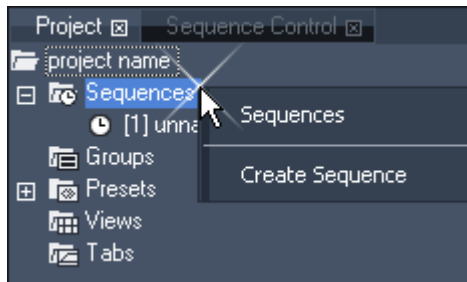 Project Sequence Control
project name
Sequences
[1] unna
Groups
Presets
Views
Tabs
Sequences
Create Sequence